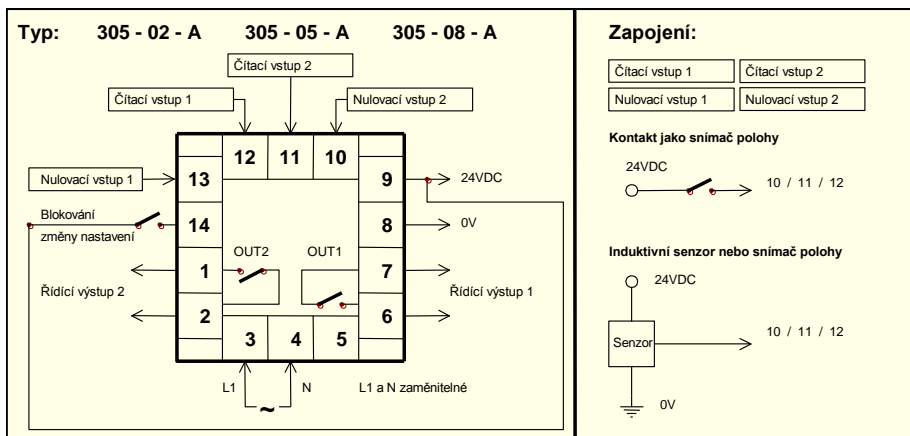 Typ: 305 - 02 - A 305 - 05 - A 305 - 08 - A
Čítací vstup 2
Čítací vstup 1
Nulovací vstup 2
12 11 10
Nulovací vstup 1
13
9
24VDC
Blokování
změny nastavení
14
8
0V
OUT2
OUT1
1
7
Řídící výstup 2
Řídící výstup 1
2
6
3 4 5
L1
N
~
L1 a N zaměnitelné
Zapojení:
Čítací vstup 1
Čítací vstup 2
Nulovací vstup 1
Nulovací vstup 2
Kontakt jako snímač polohy
24VDC
10 / 11 / 12
Induktivní senzor nebo snímač polohy
24VDC
Senzor
10 / 11 / 12
0V